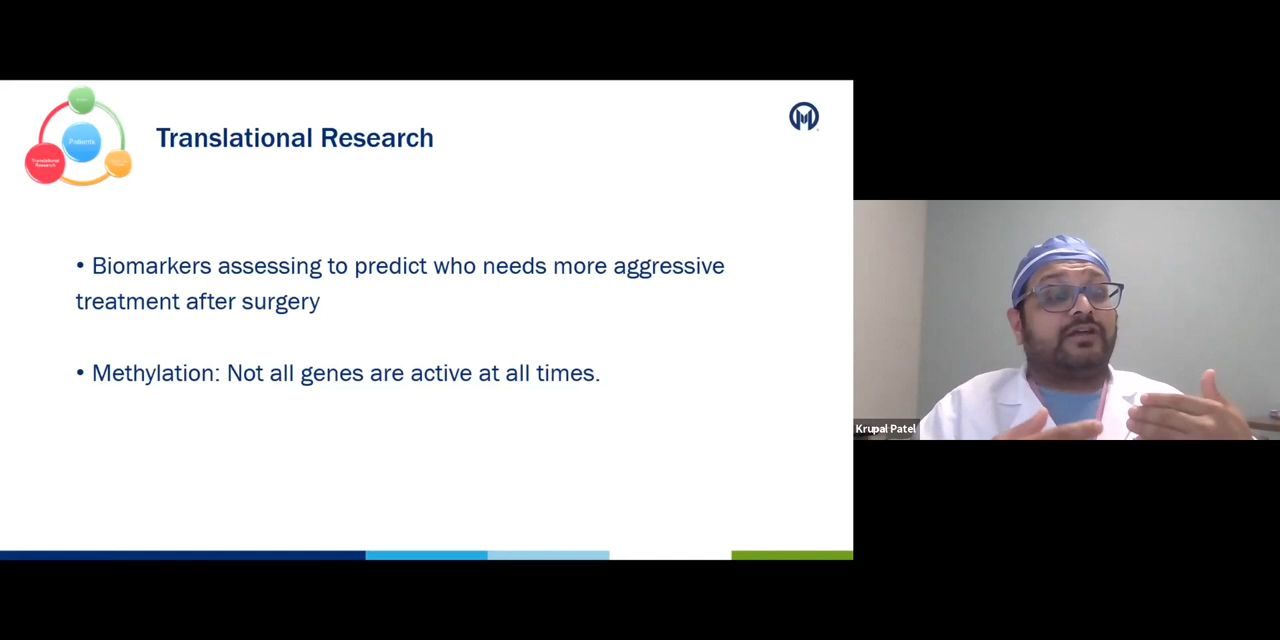 Patients
Translational
Research
Translational Research
• Biomarkers assessing to predict who needs more aggressive
treatment after surgery
• Methylation: Not all genes are active at all times.
Krupal Patel